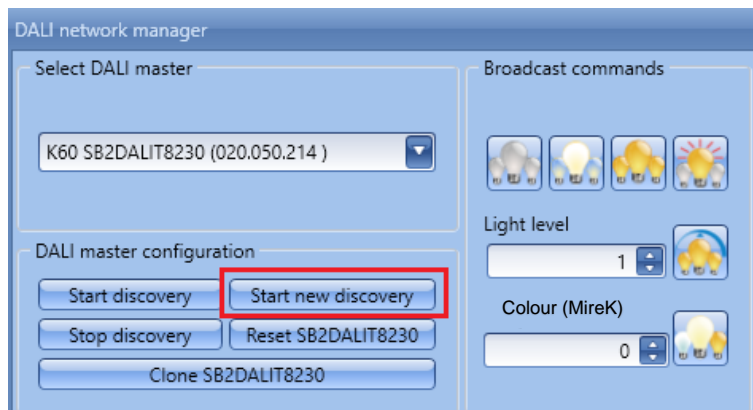 DALI network manager
Select DALI master
K60 SB2DALIT8230 (020.050.214 )
DALI master configuration
Start discovery
Start new discovery
Stop discovery
Reset SB2DALIT8230
Clone SB2DALIT8230
Broadcast commands
Light level
1
Colour (MireK)
0